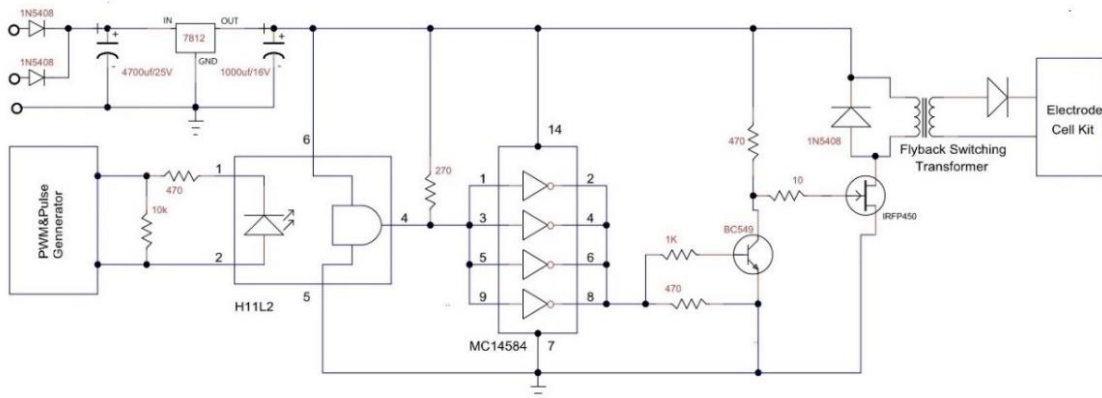 1N5408
IN
OUT
7812
GND
1N5408
4700uf/25V
1000uf/16V
+
-
+
-
PWM&Pulse
Gennerator
470
10k
1
2
6
5
4
H11L2
270
14
1
2
3
4
5
6
9
8
7
MC14584
470
BC549
1K
470
10
1N5408
Flyback Switching
Transformer
IRFP450
Electrode
Cell Kit